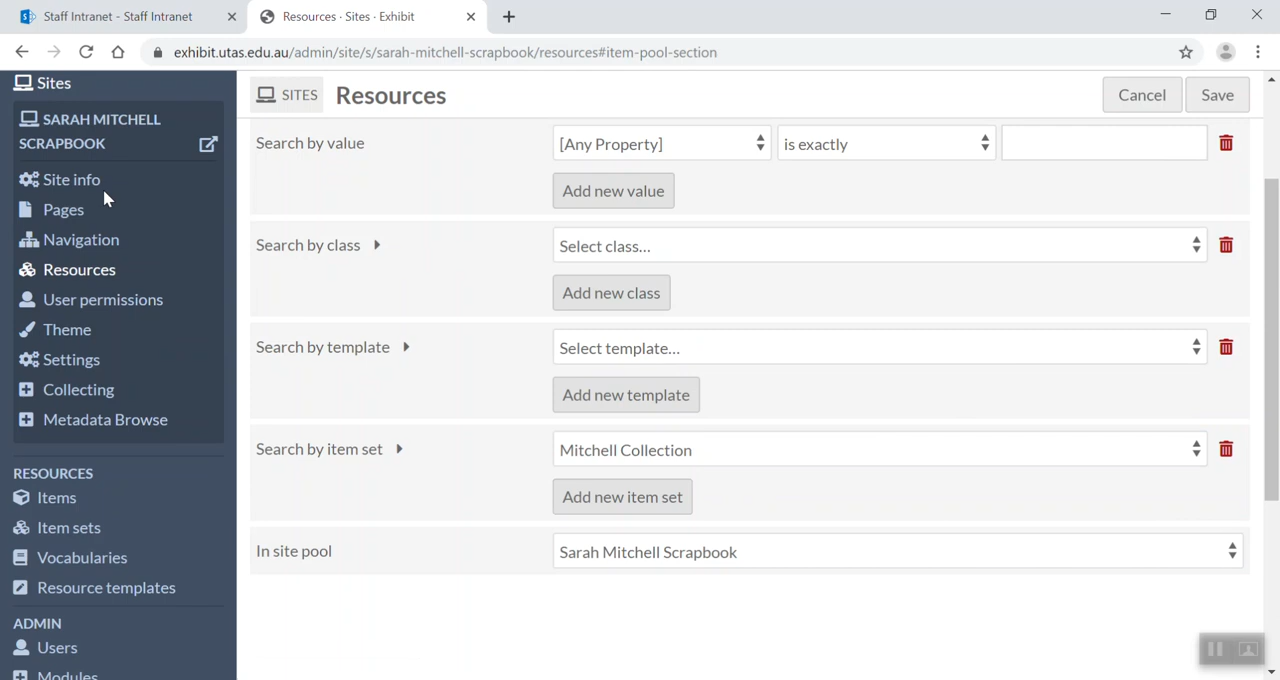 Staff Intranet - Staff Intranet
Resources · Sites · Exhibit
exhibit.utas.edu.au/admin/site/s/sarah-mitchell-scrapbook/resources#item-pool-section
Sites
SARAH MITCHELL
SCRAPBOOK
Site info
Pages
Navigation
Resources
User permissions
Theme
Settings
Collecting
Metadata Browse
RESOURCES
Items
Item sets
Vocabularies
Resource templates
ADMIN
Users
Modules
SITES Resources
Cancel Save
Search by value [Any Property] is exactly
Add new value
Search by class Select class...
Add new class
Search by template Select template...
Add new template
Search by item set Mitchell Collection
Add new item set
In site pool Sarah Mitchell Scrapbook